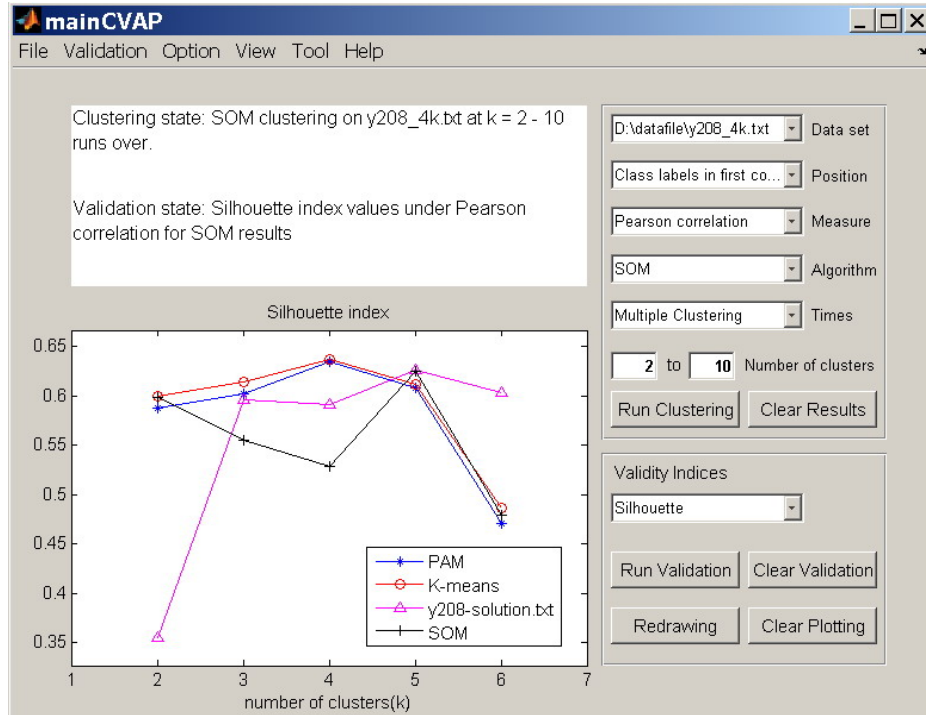 mainCVAP
File Validation Option View Tool Help
Clustering state: SOM clustering on y208_4k.txt at k = 2 - 10
runs over.
Validation state: Silhouette index values under Pearson
correlation for SOM results
D:\datafile\y208_4k.txt Data set
Class labels in first co... Position
Pearson correlation Measure
SOM Algorithm
Multiple Clustering Times
2 to 10 Number of clusters
Run Clustering Clear Results
Validity Indices
Silhouette
Run Validation Clear Validation
Redrawing Clear Plotting
Silhouette index
0.65
0.6
0.55
0.5
0.45
0.4
0.35
PAM
K-means
y208-solution.txt
SOM
1 2 3 4 5 6 7
number of clusters(k)